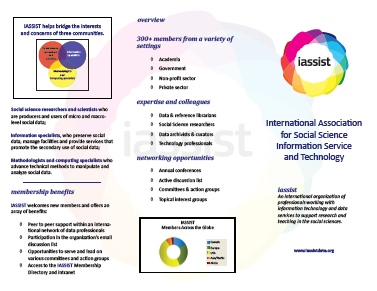 IASSIST helps bridge the interests
and concerns of three communities.
Social science researchers and scientists who
are producers and users of micro and macro-
level social data;
Information specialists, who preserve social
data, manage facilities and provide services that
promote the secondary use of social data;
Methodologists and computing specialists who
advance technical methods to manipulate and
analyze social data.
membership benefits
IASSIST welcomes new members and offers an
array of benefits:
◊ Peer to peer support within an interna-
tional network of data professionals
◊ Participation in the organization's email
discussion list
◊ Opportunities to serve and lead on
various committees and action groups
◊ Access to the IASSIST Membership
Directory and Intranet
overview
300+ members from a variety of
settings
◊ Academia
◊ Government
◊ Non-profit sector
◊ Private sector
expertise and colleagues
◊ Data & reference librarians
◊ Social Science researchers
◊ Data archivists & curators
◊ Technology professionals
networking opportunities
◊ Annual conferences
◊ Active discussion list
◊ Committees & action groups
◊ Topical interest groups
IASSIST
Members Across the Globe
Canada
Europe
USA
iassist
iassist
International Association
for Social Science
Information Service
and Technology
iassist
An international organization of
professionals working with
information technology and data
services to support research and
teaching in the social sciences.
www.iassistdata.org